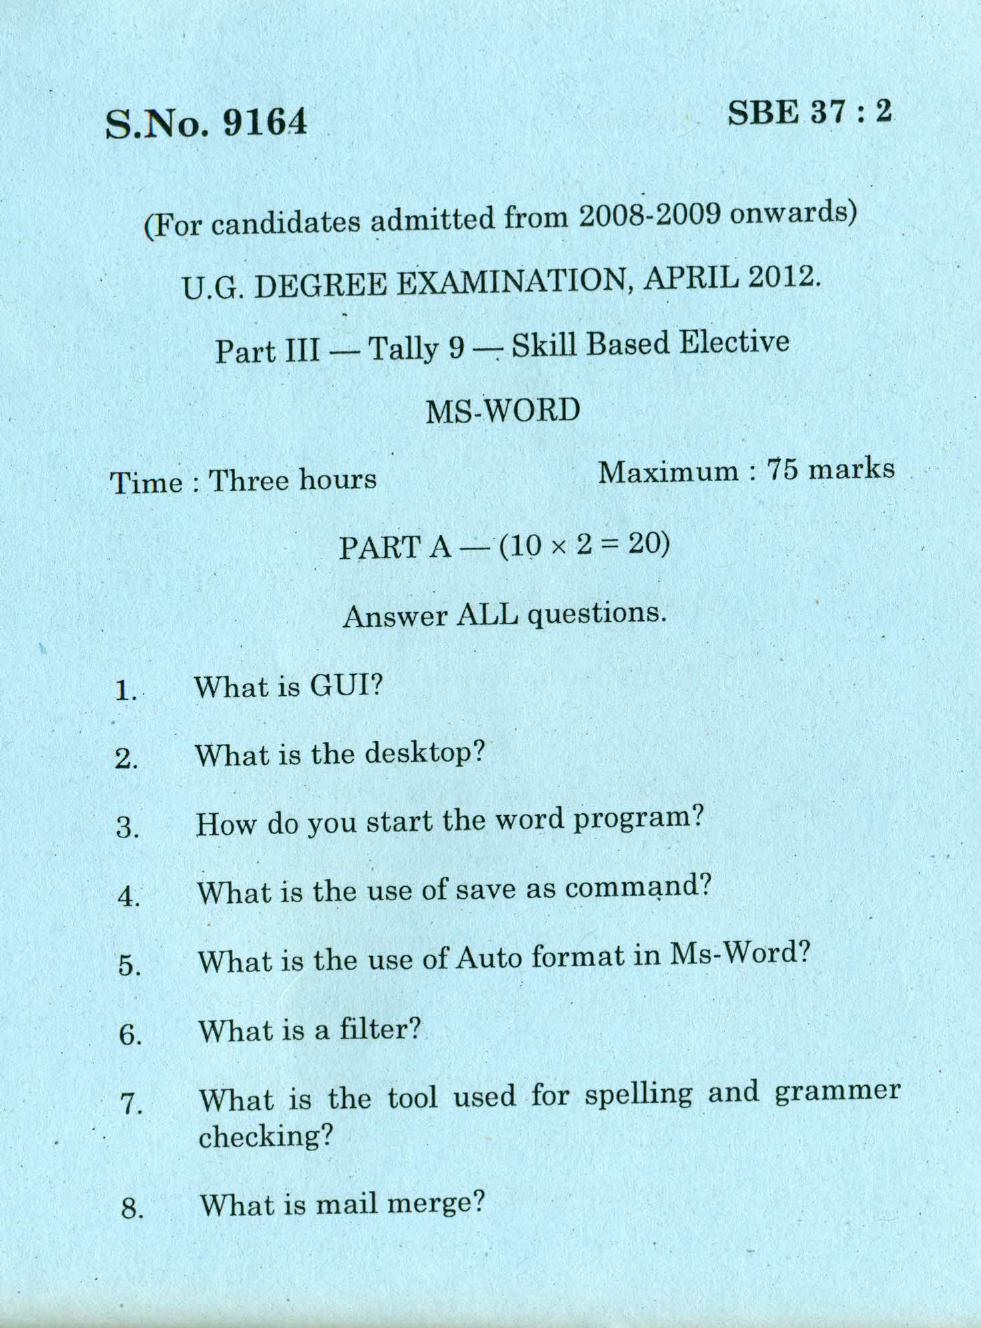 S.No. 9164 SBE 37 : 2
(For candidates admitted from 2008-2009 onwards)
U.G. DEGREE EXAMINATION, APRIL 2012.
Part III — Tally 9 — Skill Based Elective
MS-WORD
Time : Three hours Maximum : 75 marks
PART A — (10 × 2 = 20)
Answer ALL questions.
1. What is GUI?
2. What is the desktop?
3. How do you start the word program?
4. What is the use of save as command?
5. What is the use of Auto format in Ms-Word?
6. What is a filter?
7. What is the tool used for spelling and grammer
checking?
8. What is mail merge?